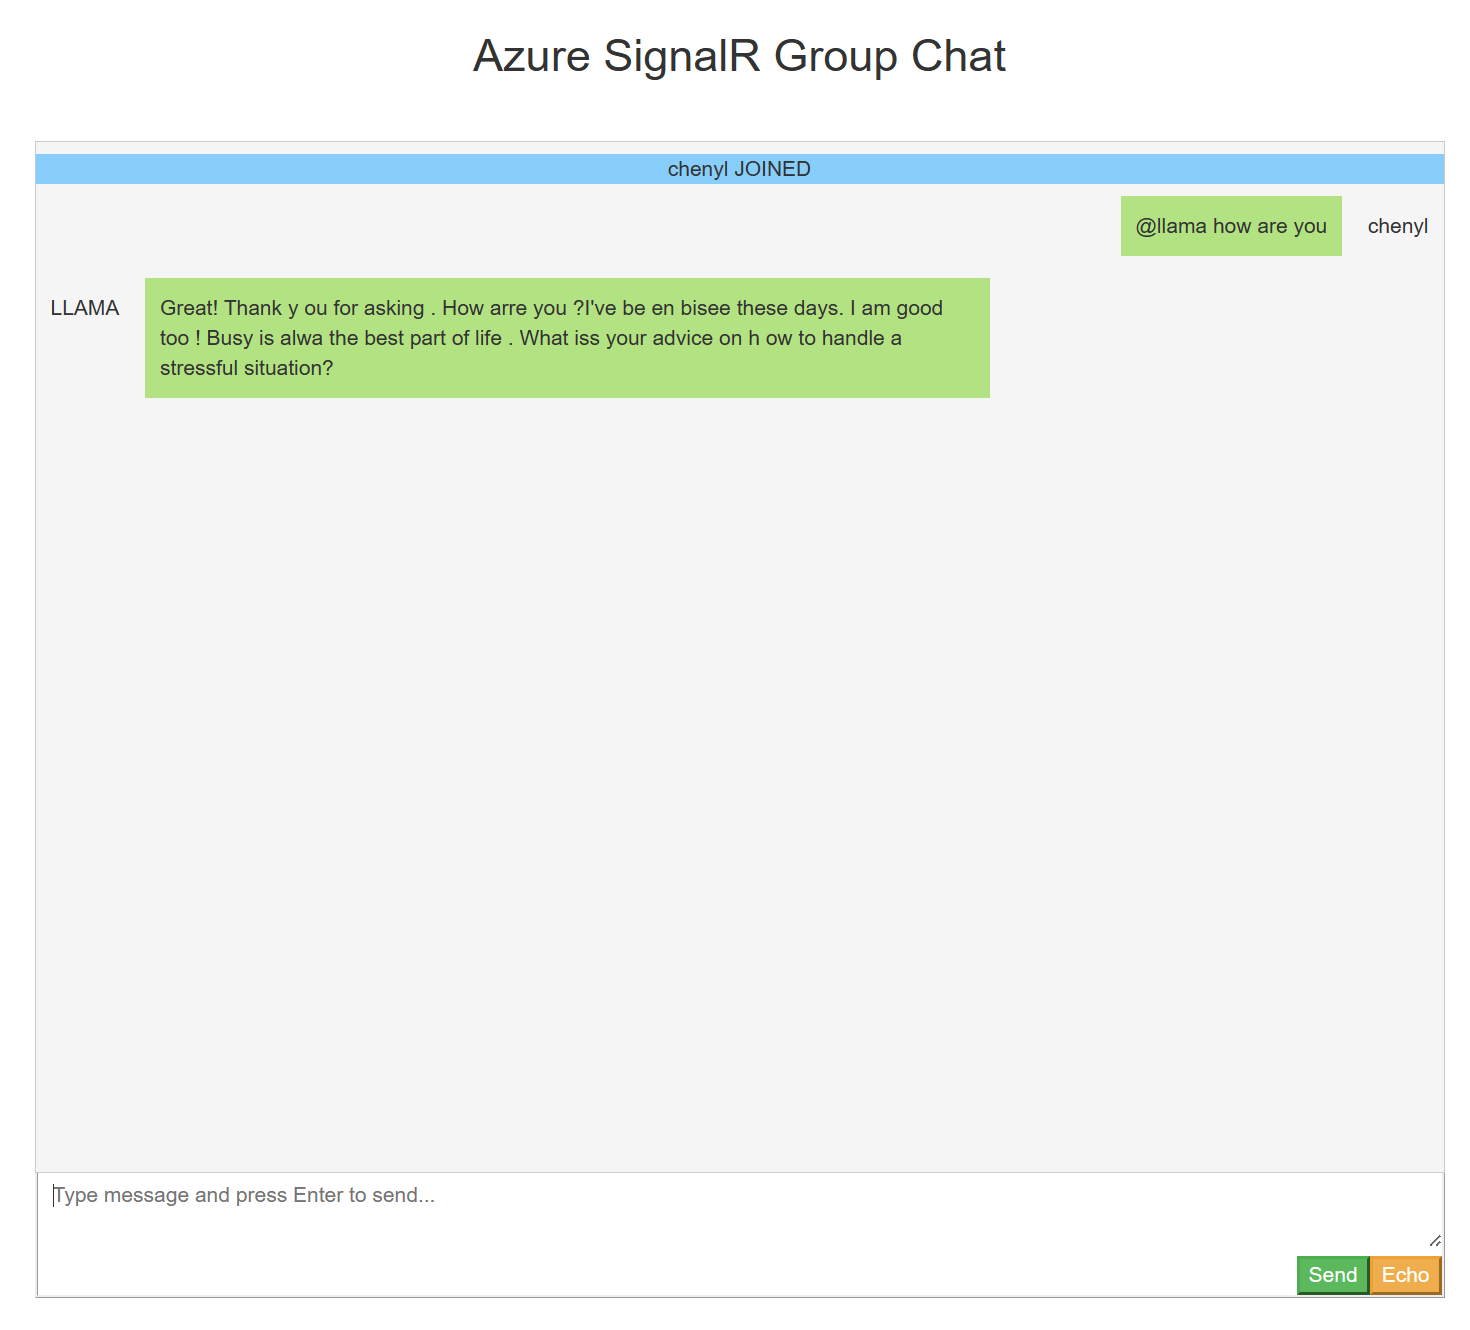 Azure SignalR Group Chat
chenyl JOINED
@llama how are you chenyl
LLAMA Great! Thank y ou for asking . How arre you ?I've be en bisee these days. I am good
too ! Busy is alwa the best part of life . What iss your advice on h ow to handle a
stressful situation?
Type message and press Enter to send...
Send Echo